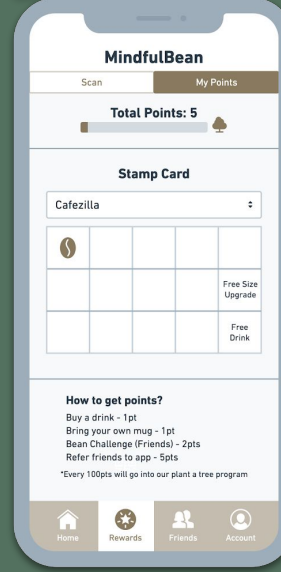 MindfulBean
Scan
My Points
Total Points: 5
Stamp Card
Cafezilla
Free Size
Upgrade
Free
Drink
How to get points?
Buy a drink - 1pt
Bring your own mug - 1pt
Bean Challenge (Friends) - 2pts
Refer friends to app - 5pts
*Every 100pts will go into our plant a tree program
Home
Rewards
Friends
Account